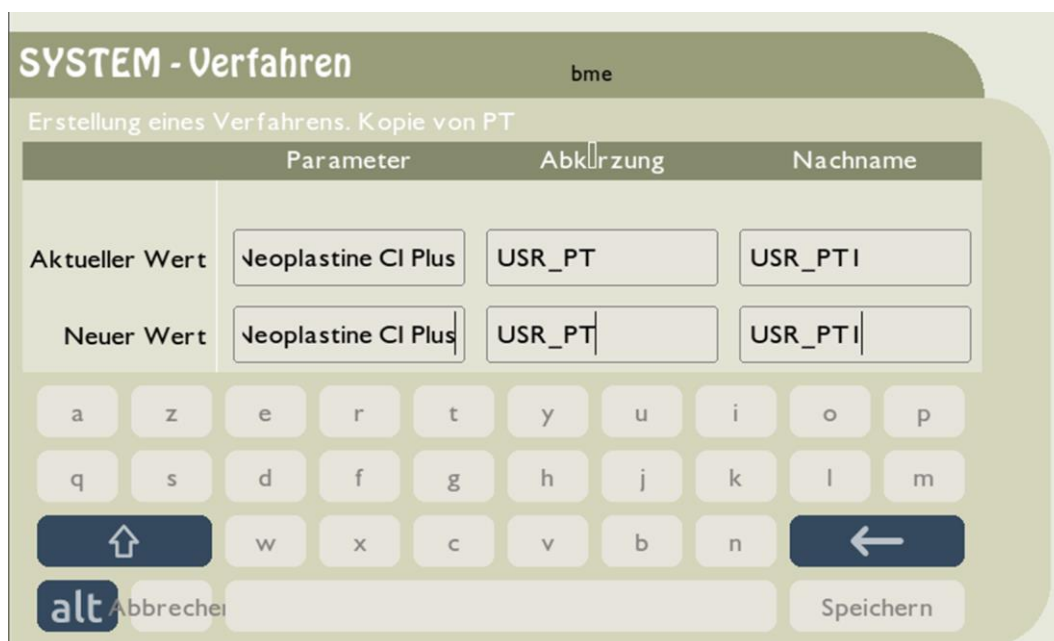 SYSTEM - Verfahren
bme
Erstellung eines Verfahrens. Kopie von PT
Parameter Abk▯rzung Nachname
Aktueller Wert Neoplastine CI Plus USR_PT USR_PT1
Neuer Wert Neoplastine CI Plus USR_PT USR_PT1
a z e r t y u i o p
q s d f g h j k l m
w x c v b n
alt Abbrechen Speichern